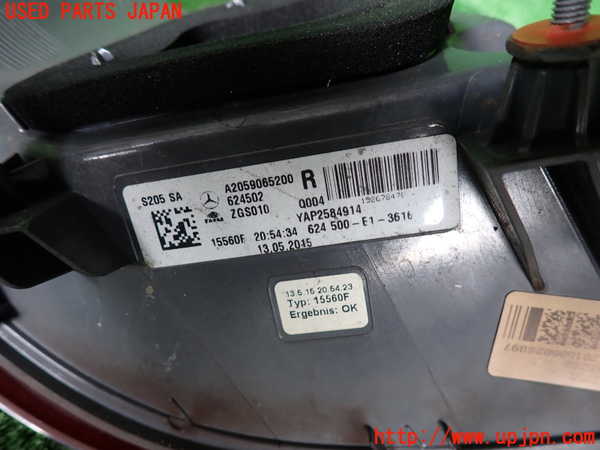 USED PARTS JAPAN
S205 SA
A2059065200
R
624502
ZGS010
Q004
YAP2584914
15560F 20:54:34 624 500-E1-3616
13.05.2015
13.5.15 20.54.23
Typ: 15560F
Ergebnis: OK
http://www.upjpn.com/